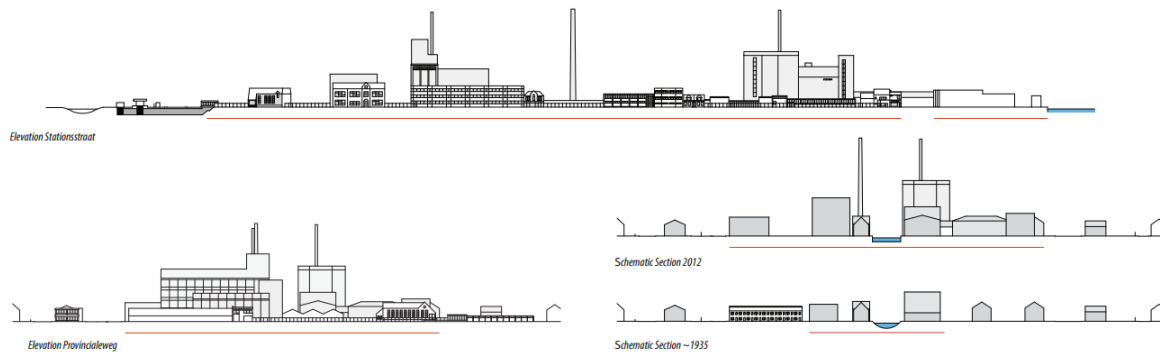 Elevation Stationsstraat
Schematic Section 2012
Elevation Provincialeweg
Schematic Section ~1935